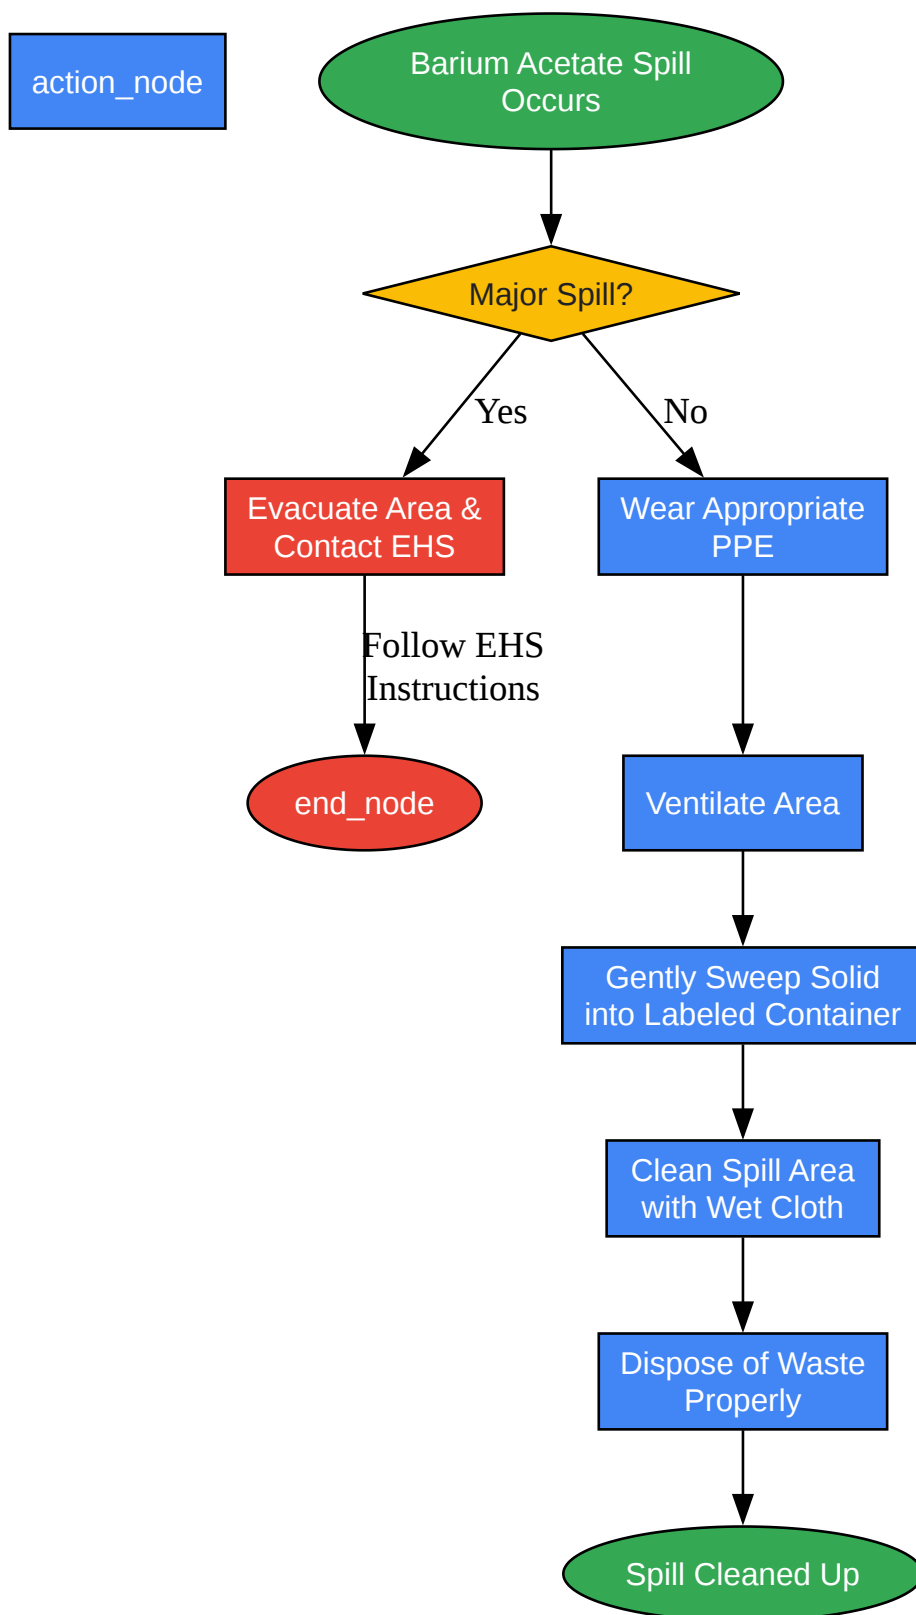 action_node
Barium Acetate Spill
Occurs
Major Spill?
Yes
No
Evacuate Area &
Contact EHS
Wear Appropriate
PPE
Follow EHS
Instructions
end_node
Ventilate Area
Gently Sweep Solid
into Labeled Container
Clean Spill Area
with Wet Cloth
Dispose of Waste
Properly
Spill Cleaned Up